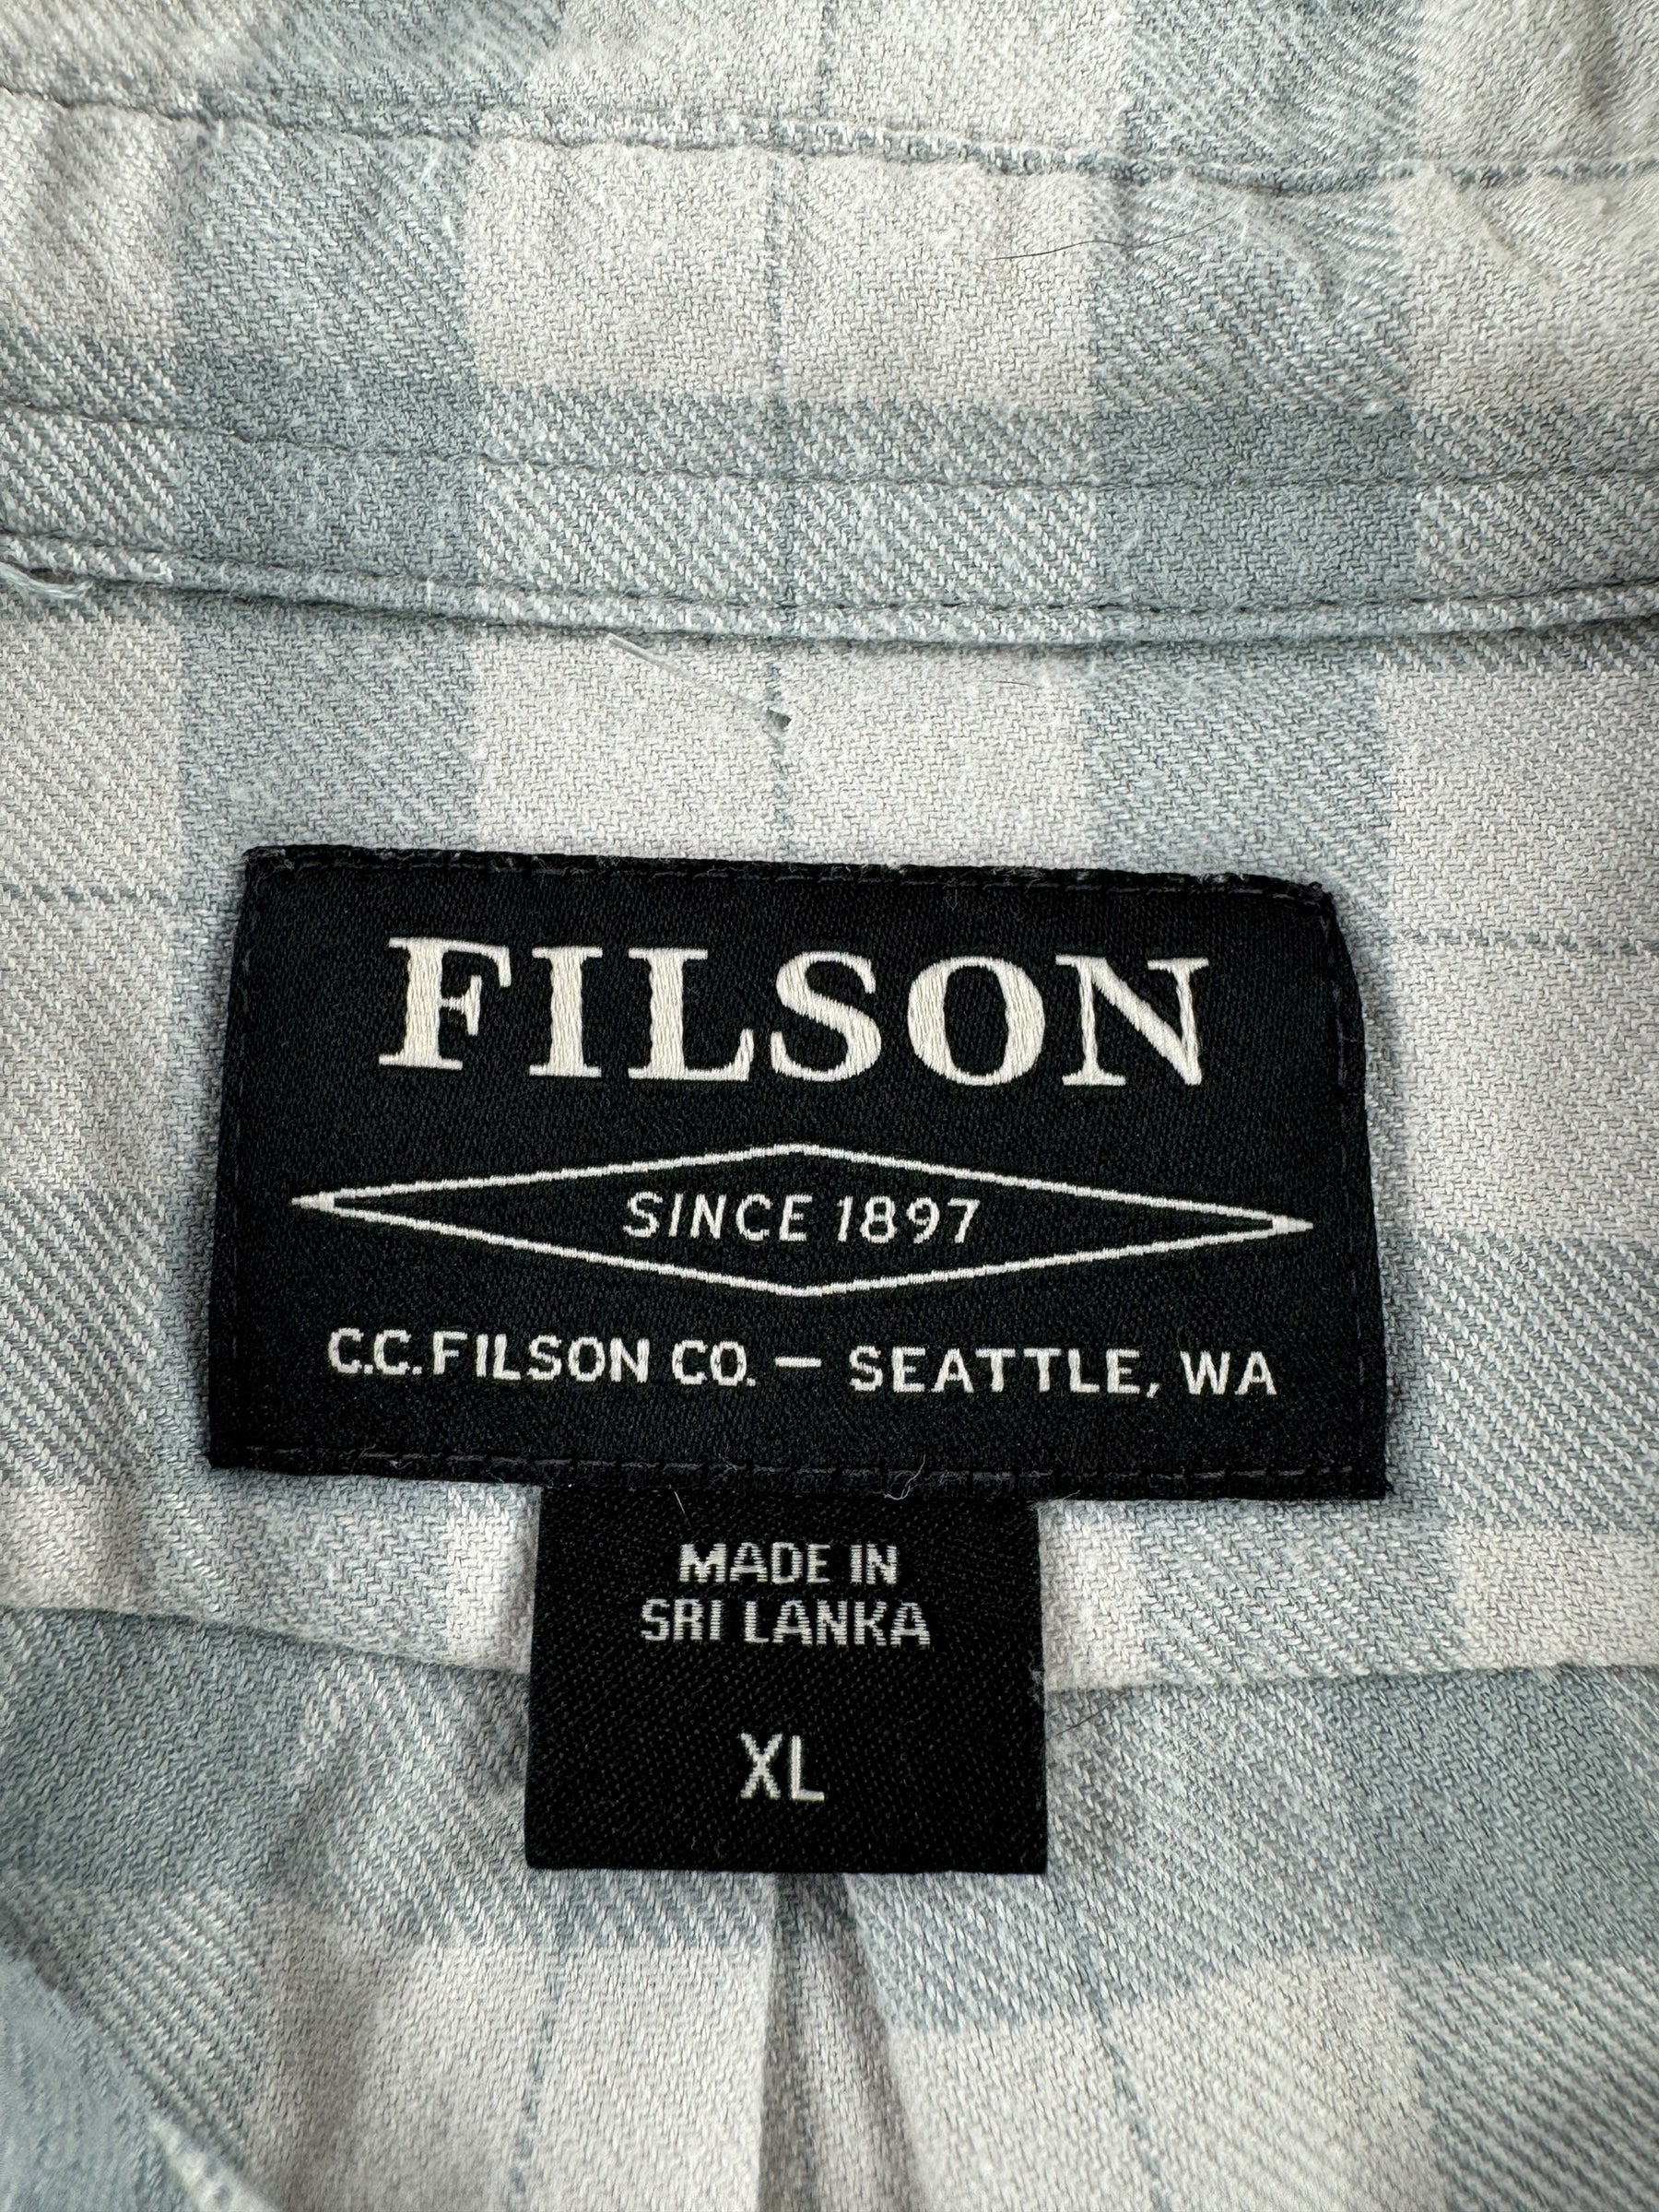 FILSON
SINCE 1897
C.C. FILSON CO. — SEATTLE, WA
MADE IN
SRI LANKA
XL